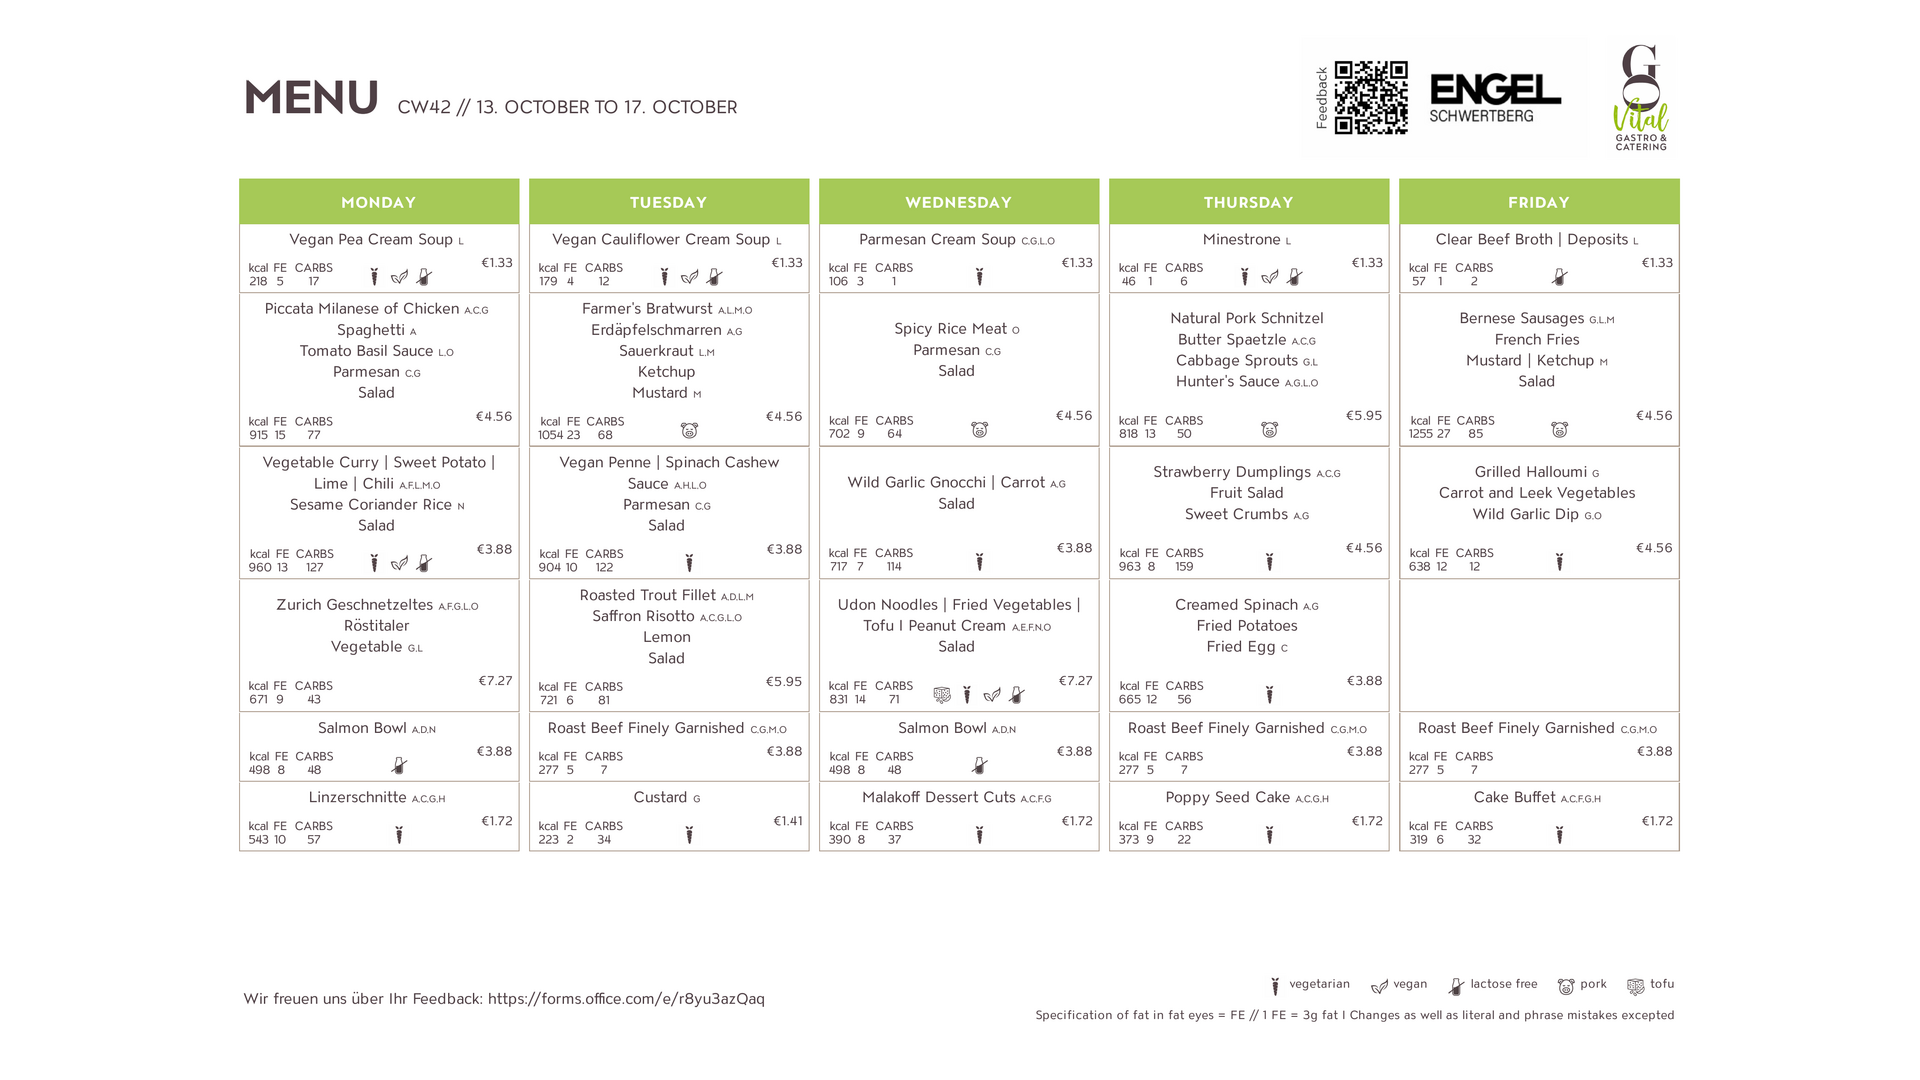 MENU CW42 // 13. OCTOBER TO 17. OCTOBER
Feedback
ENGEL
SCHWERTBERG
G
Vital
GASTRO &
CATERING
MONDAY
Vegan Pea Cream Soup L
kcal FE CARBS
218 5 17
€1.33
Piccata Milanese of Chicken A.C.G
Spaghetti A
Tomato Basil Sauce L.O
Parmesan C.G
Salad
kcal FE CARBS
915 15 77
€4.56
Vegetable Curry | Sweet Potato |
Lime | Chili A.F.L.M.O
Sesame Coriander Rice N
Salad
kcal FE CARBS
960 13 127
€3.88
Zurich Geschnetzeltes A.F.G.L.O
Röstitaler
Vegetable G.L
kcal FE CARBS
671 9 43
€7.27
Salmon Bowl A.D.N
kcal FE CARBS
498 8 48
€3.88
Linzerschnitte A.C.G.H
kcal FE CARBS
543 10 57
€1.72
TUESDAY
Vegan Cauliflower Cream Soup L
kcal FE CARBS
179 4 12
€1.33
Farmer's Bratwurst A.L.M.O
Erdäpfelschmarren A.G
Sauerkraut L.M
Ketchup
Mustard M
kcal FE CARBS
1054 23 68
€4.56
Vegan Penne | Spinach Cashew
Sauce A.H.L.O
Parmesan C.G
Salad
kcal FE CARBS
904 10 122
€3.88
Roasted Trout Fillet A.D.L.M
Saffron Risotto A.C.G.L.O
Lemon
Salad
kcal FE CARBS
721 6 81
€5.95
Roast Beef Finely Garnished C.G.M.O
kcal FE CARBS
277 5 7
€3.88
Custard G
kcal FE CARBS
223 2 34
€1.41
WEDNESDAY
Parmesan Cream Soup C.G.L.O
kcal FE CARBS
106 3 1
€1.33
Spicy Rice Meat O
Parmesan C.G
Salad
kcal FE CARBS
702 9 64
€4.56
Wild Garlic Gnocchi | Carrot A.G
Salad
kcal FE CARBS
717 7 114
€3.88
Udon Noodles | Fried Vegetables |
Tofu I Peanut Cream A.E.F.N.O
Salad
kcal FE CARBS
831 14 71
€7.27
Salmon Bowl A.D.N
kcal FE CARBS
498 8 48
€3.88
Malakoff Dessert Cuts A.C.F.G
kcal FE CARBS
390 8 37
€1.72
THURSDAY
Minestrone L
kcal FE CARBS
46 1 6
€1.33
Natural Pork Schnitzel
Butter Spaetzle A.C.G
Cabbage Sprouts G.L
Hunter's Sauce A.G.L.O
kcal FE CARBS
818 13 50
€5.95
Strawberry Dumplings A.C.G
Fruit Salad
Sweet Crumbs A.G
kcal FE CARBS
963 8 159
€4.56
Creamed Spinach A.G
Fried Potatoes
Fried Egg C
kcal FE CARBS
665 12 56
€3.88
Roast Beef Finely Garnished C.G.M.O
kcal FE CARBS
277 5 7
€3.88
Poppy Seed Cake A.C.G.H
kcal FE CARBS
373 9 22
€1.72
FRIDAY
Clear Beef Broth | Deposits L
kcal FE CARBS
57 1 2
€1.33
Bernese Sausages G.L.M
French Fries
Mustard | Ketchup M
Salad
kcal FE CARBS
1255 27 85
€4.56
Grilled Halloumi G
Carrot and Leek Vegetables
Wild Garlic Dip G.O
kcal FE CARBS
638 12 12
€4.56
Roast Beef Finely Garnished C.G.M.O
kcal FE CARBS
277 5 7
€3.88
Cake Buffet A.C.F.G.H
kcal FE CARBS
319 6 32
€1.72
Wir freuen uns über Ihr Feedback: https://forms.office.com/e/r8yu3azQaq
vegetarian vegan lactose free pork tofu
Specification of fat in fat eyes = FE // 1 FE = 3g fat I Changes as well as literal and phrase mistakes excepted